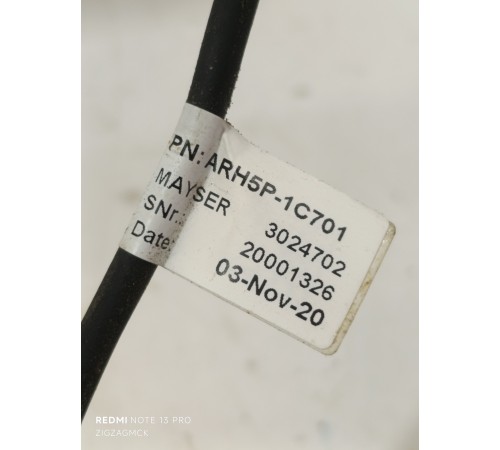 PN: ARH5P-1C701
MAYSER 3024702
SNr.: 20001326
Date: 03-Nov-20
REDMI NOTE 13 PRO
ZIGZAGMCK